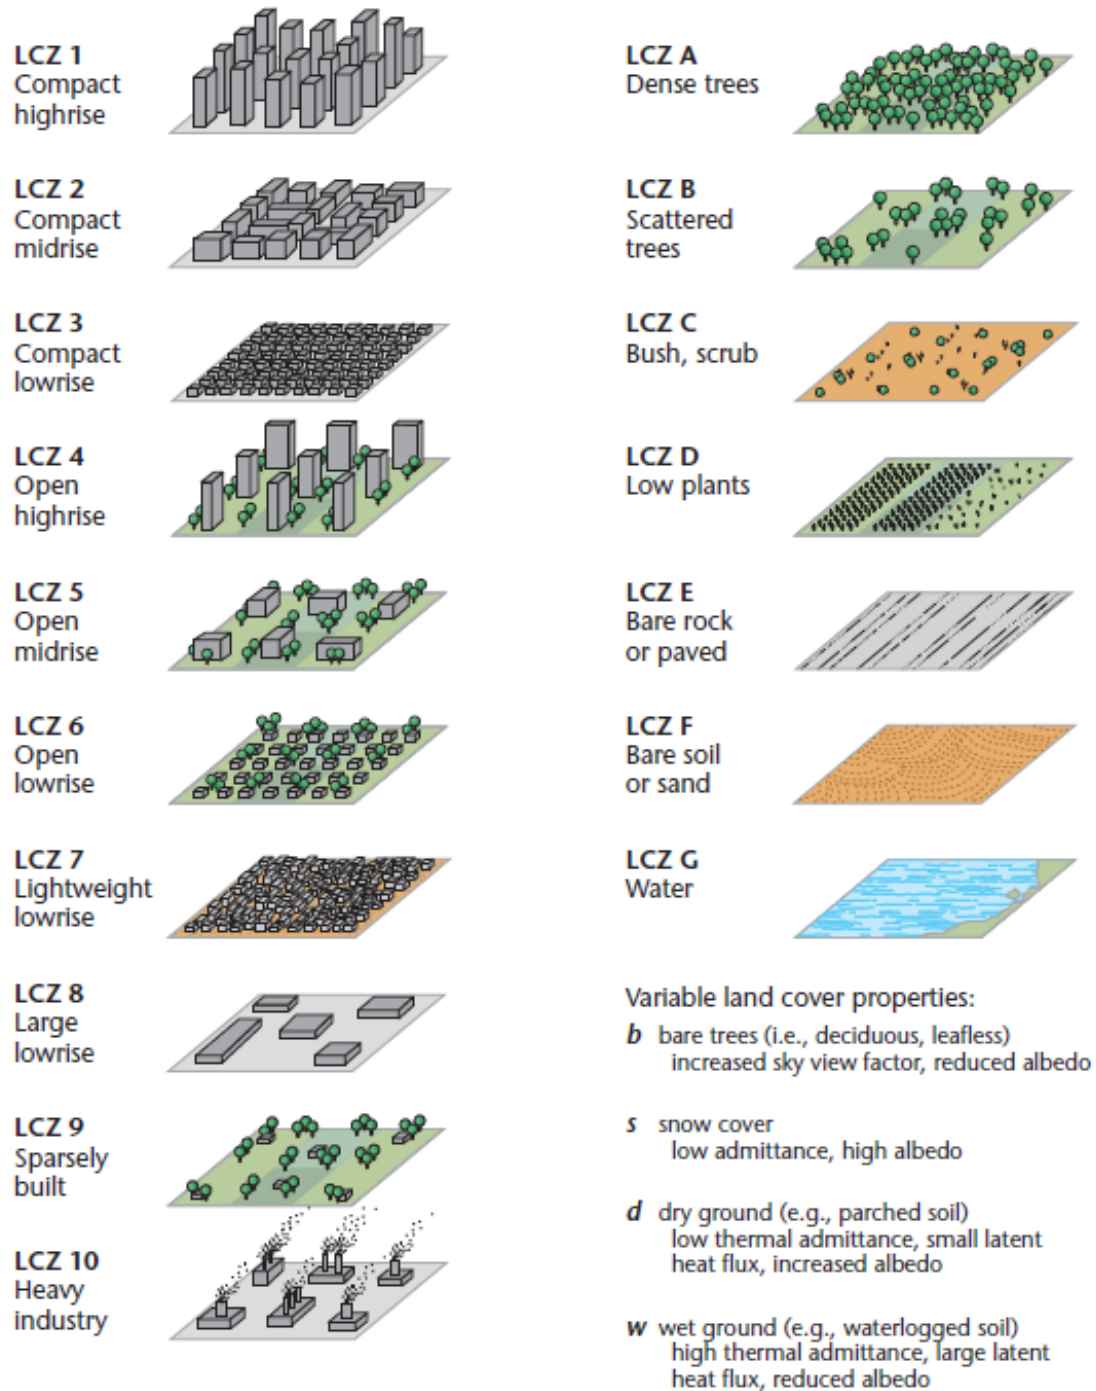 LCZ 1
Compact
highrise
LCZ 2
Compact
midrise
LCZ 3
Compact
lowrise
LCZ 4
Open
highrise
LCZ 5
Open
midrise
LCZ 6
Open
lowrise
LCZ 7
Lightweight
lowrise
LCZ 8
Large
lowrise
LCZ 9
Sparsely
built
LCZ 10
Heavy
industry
LCZ A
Dense trees
LCZ B
Scattered
trees
LCZ C
Bush, scrub
LCZ D
Low plants
LCZ E
Bare rock
or paved
LCZ F
Bare soil
or sand
LCZ G
Water
Variable land cover properties:
b bare trees (i.e., deciduous, leafless)
increased sky view factor, reduced albedo
s snow cover
low admittance, high albedo
d dry ground (e.g., parched soil)
low thermal admittance, small latent
heat flux, increased albedo
w wet ground (e.g., waterlogged soil)
high thermal admittance, large latent
heat flux, reduced albedo